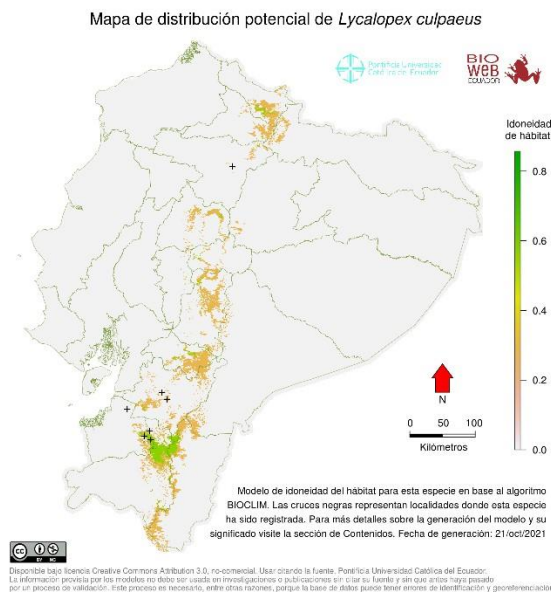 Mapa de distribución potencial de Lycalopex culpaeus
Pontificia Universidad
Católica del Ecuador
BIO
WEB
ECUADOR
Idoneidad
de hábitat
0.8
0.6
0.4
0.2
0.0
N
0 50 100
Kilómetros
Modelo de idoneidad del hábitat para esta especie en base al algoritmo
BIOCLIM. Las cruces negras representan localidades donde esta especie
ha sido registrada. Para más detalles sobre la generación del modelo y su
significado visite la sección de Contenidos. Fecha de generación: 21/oct/2021
cc
BY NC
Disponible bajo licencia Creative Commons Attribution 3.0, no-comercial. Usar citando la fuente. Pontificia Universidad Católica del Ecuador.
La información prevista por los modelos no debe ser usada en investigaciones o publicaciones sin citar su fuente y sin que antes haya pasado
por un proceso de validación. Este proceso es necesario, entre otras razones, porque la base de datos puede tener errores de identificación y georeferenciación